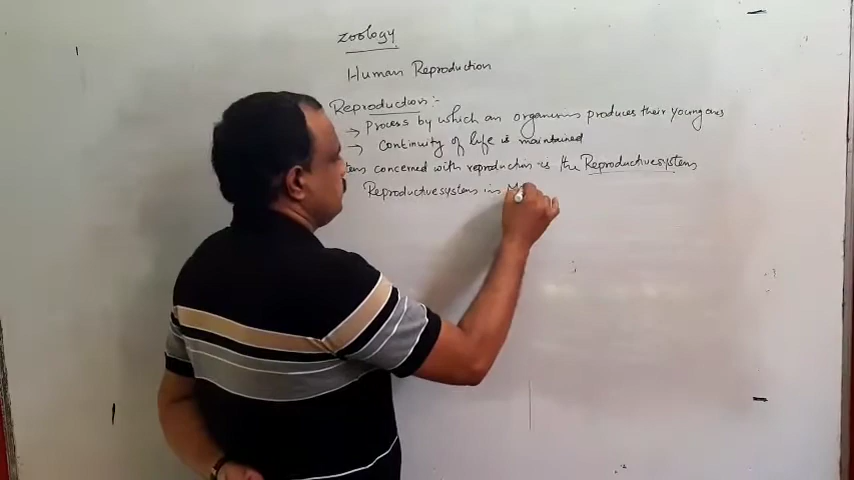 Zoology
Human Reproduction
Reproduction:-
→ Process by which an organisms produces their young ones
→ Continuity of life is maintained
concerned with reproduction is the Reproductive system
Reproductive system in